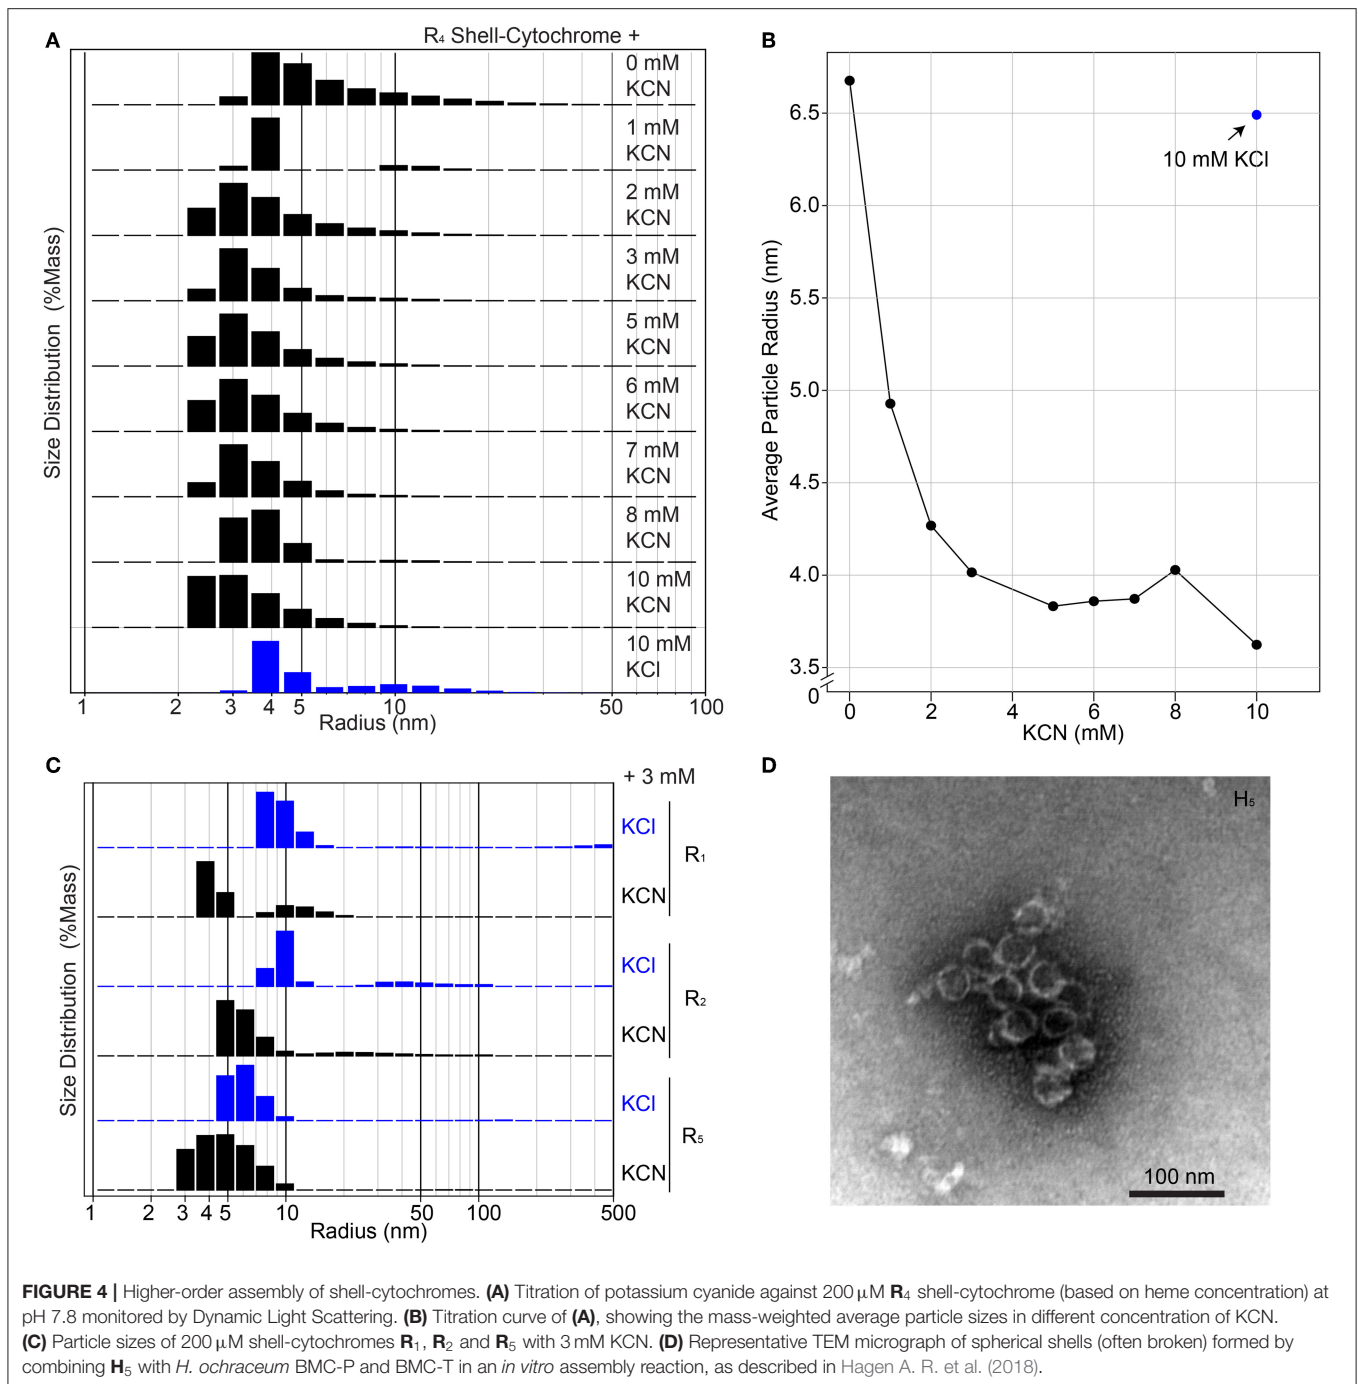 A
R₄ Shell-Cytochrome +
0 mM
KCN
1 mM
KCN
2 mM
KCN
3 mM
KCN
5 mM
KCN
6 mM
KCN
7 mM
KCN
8 mM
KCN
10 mM
KCN
10 mM
KCl
Size Distribution (%Mass)
1 2 3 4 5 10 50 100
Radius (nm)
B
6.5
6.0
5.5
5.0
4.5
4.0
3.5
0
Average Particle Radius (nm)
10 mM KCl
0 2 4 6 8 10
KCN (mM)
C
+ 3 mM
KCl
R₁
KCN
KCl
R₂
KCN
KCl
R₅
KCN
Size Distribution (%Mass)
1 2 3 4 5 10 50 100 500
Radius (nm)
D
H₅
100 nm
FIGURE 4 | Higher-order assembly of shell-cytochromes. (A) Titration of potassium cyanide against 200 μM R₄ shell-cytochrome (based on heme concentration) at
pH 7.8 monitored by Dynamic Light Scattering. (B) Titration curve of (A), showing the mass-weighted average particle sizes in different concentration of KCN.
(C) Particle sizes of 200 μM shell-cytochromes R₁, R₂ and R₅ with 3 mM KCN. (D) Representative TEM micrograph of spherical shells (often broken) formed by
combining H₅ with H. ochraceum BMC-P and BMC-T in an in vitro assembly reaction, as described in Hagen A. R. et al. (2018).